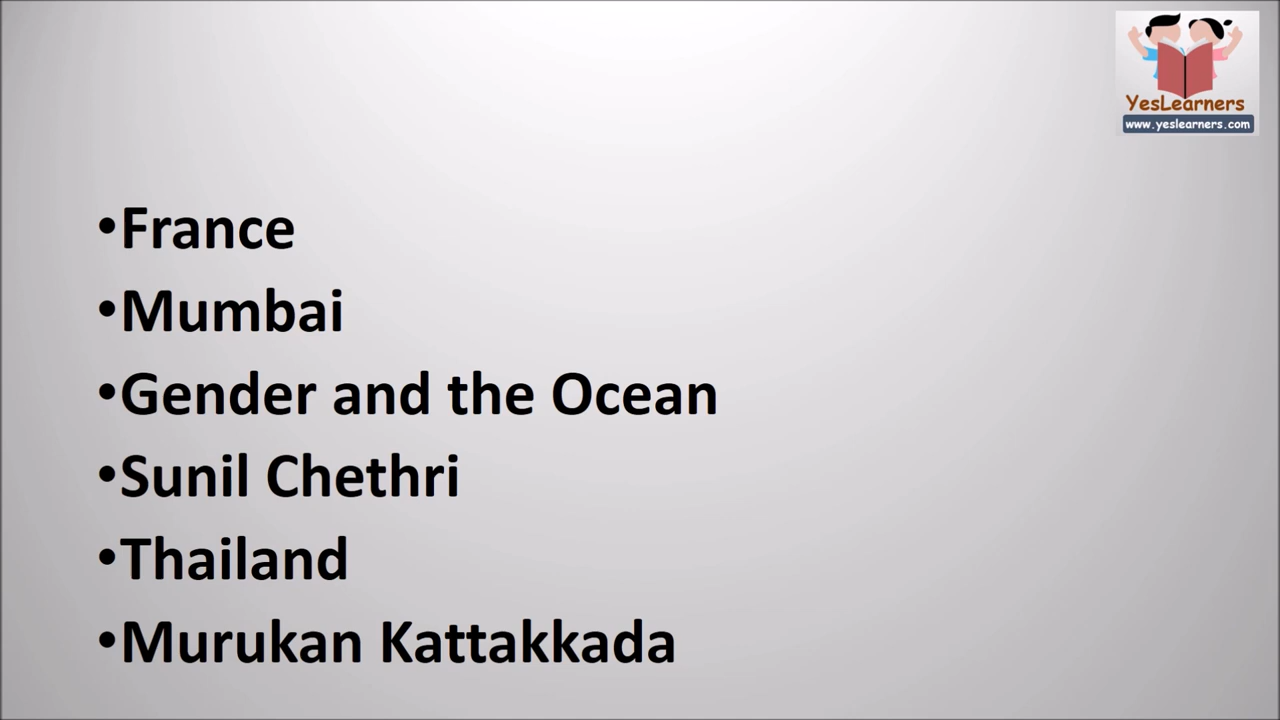 YesLearners
www.yeslearners.com
•France
•Mumbai
•Gender and the Ocean
•Sunil Chethri
•Thailand
•Murukan Kattakkada